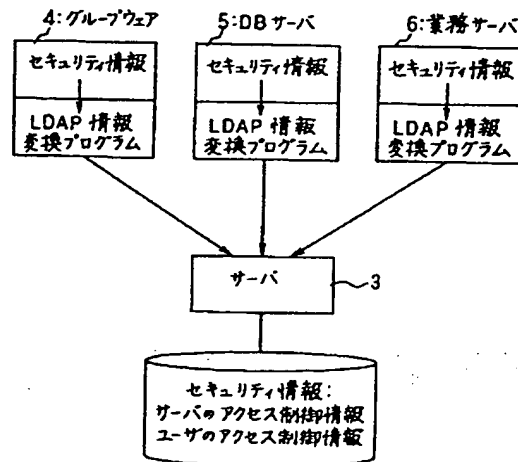 4:グループウェア
セキュリティ情報
LDAP 情報
変換プログラム
5:DB サーバ
セキュリティ情報
LDAP 情報
変換プログラム
6:業務サーバ
セキュリティ情報
LDAP 情報
変換プログラム
サーバ
3
セキュリティ情報:
サーバのアクセス制御情報
ユーザのアクセス制御情報